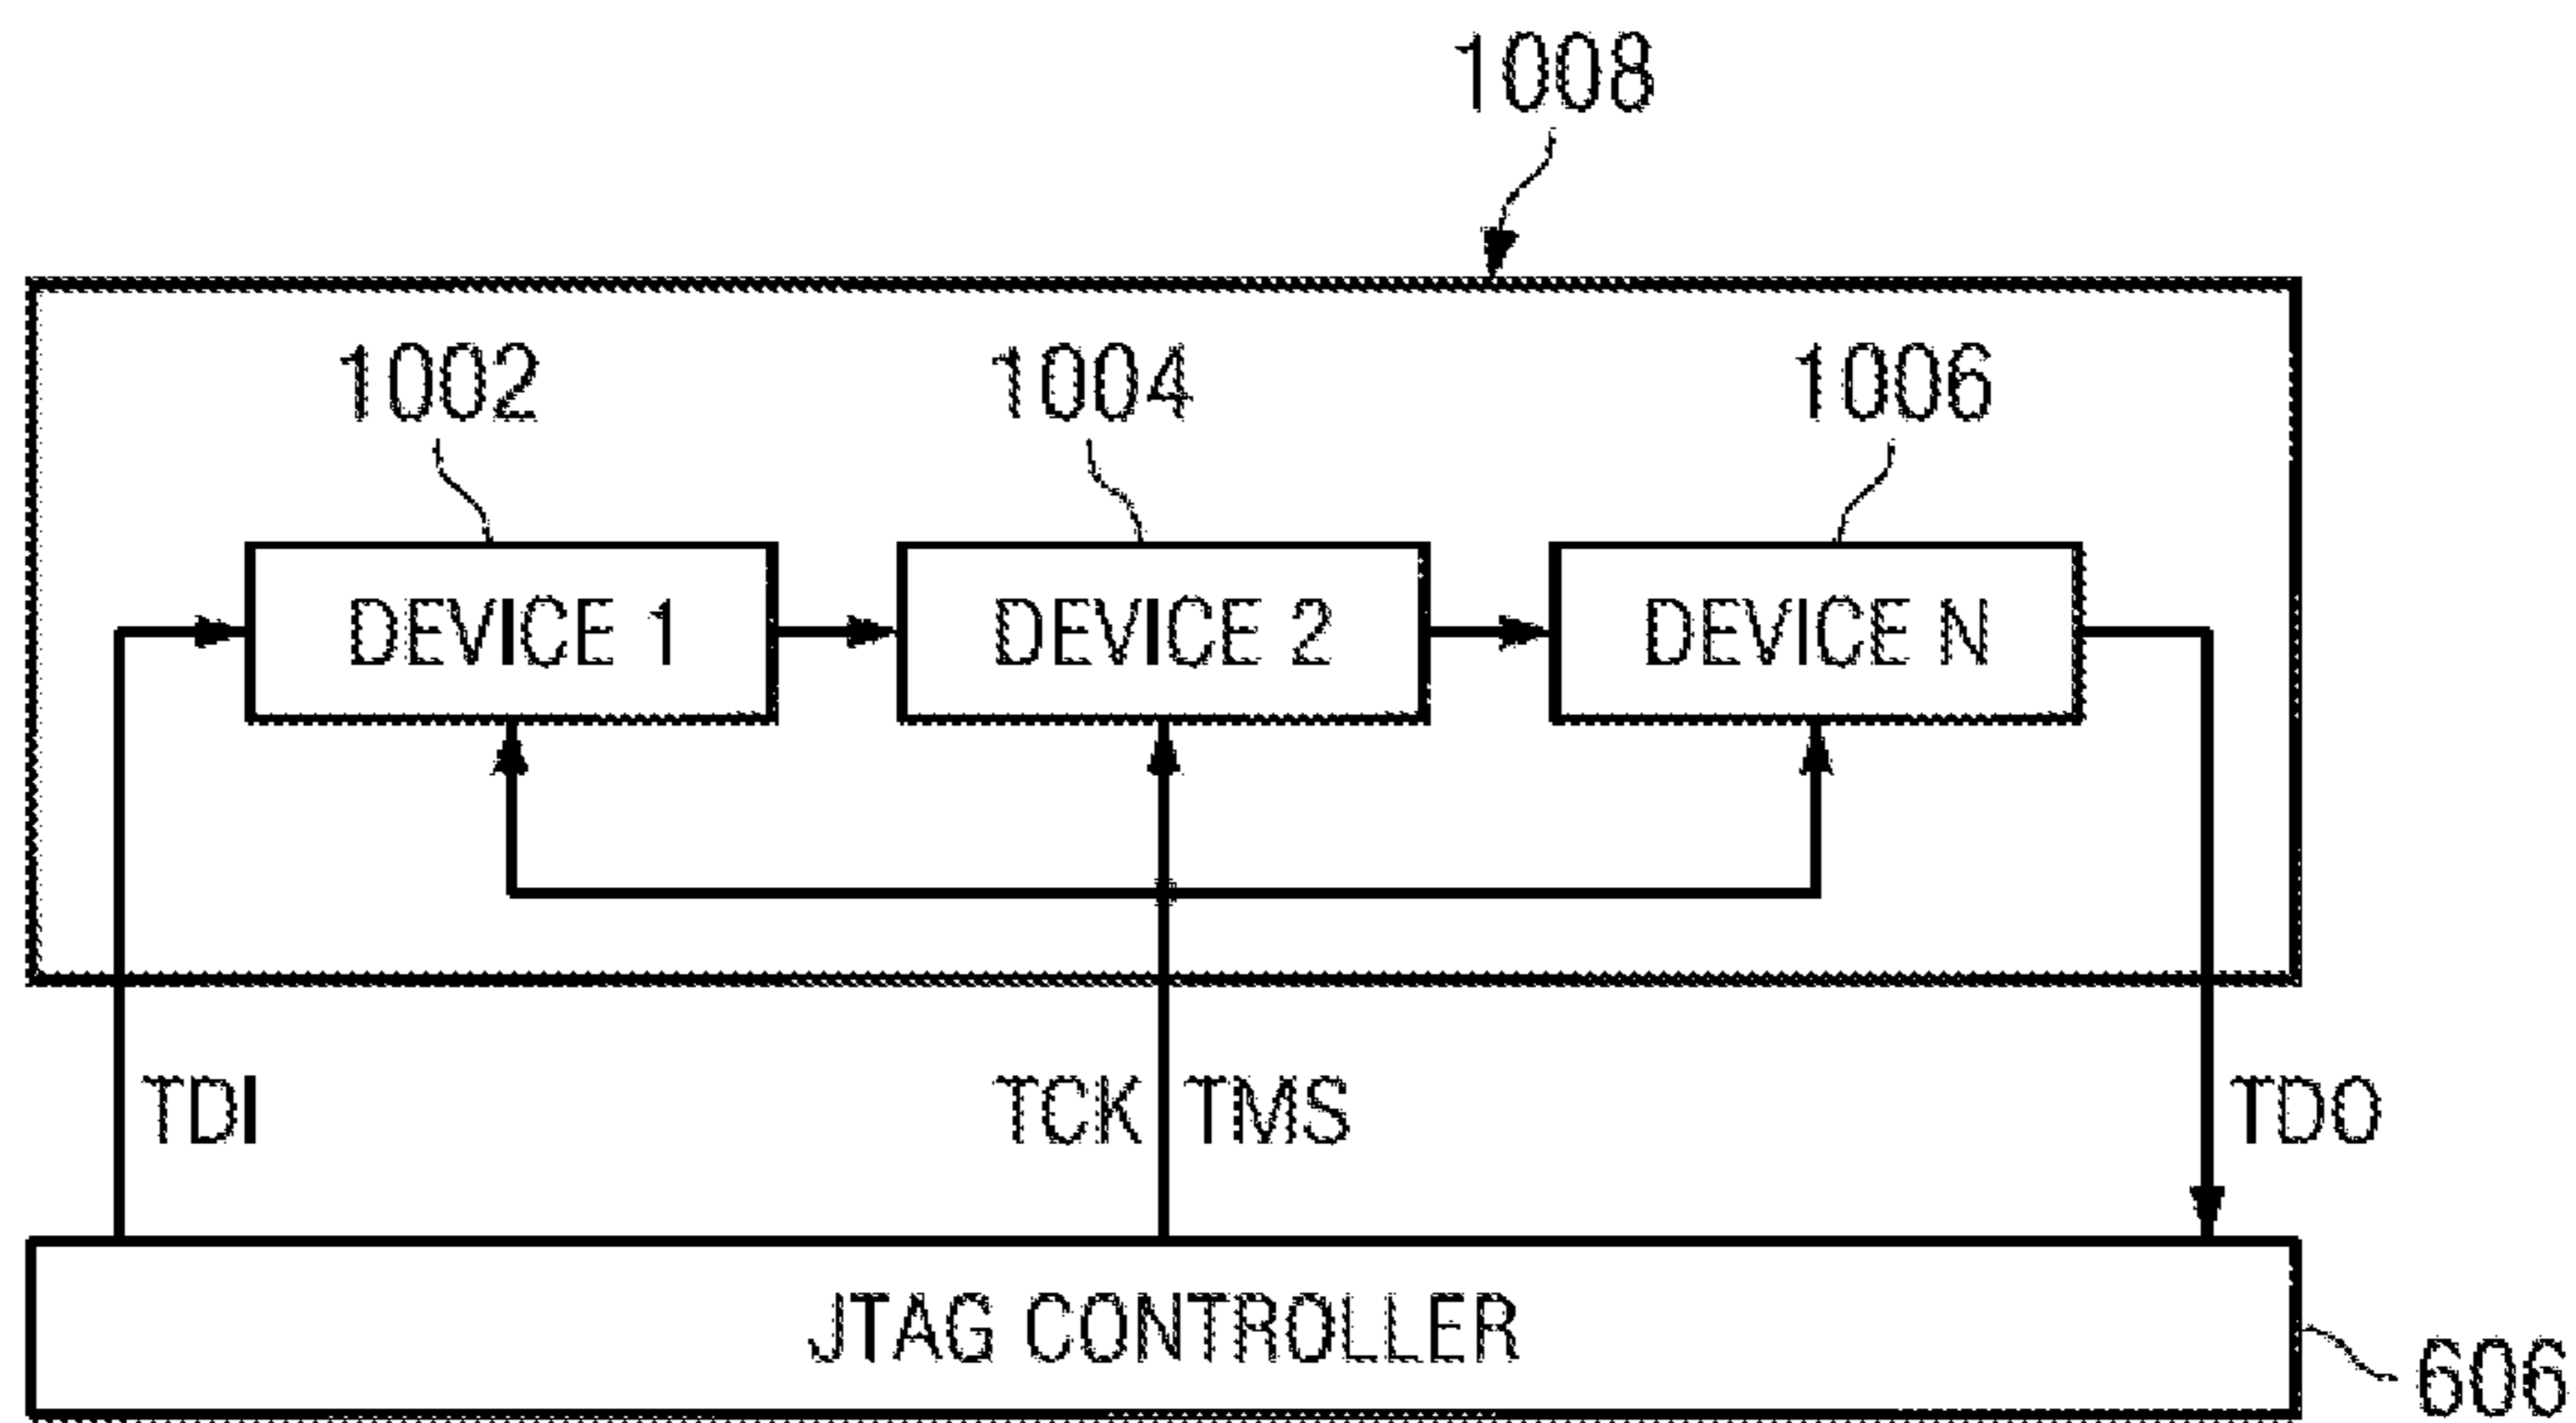 1008
1002 1004 1006
DEVICE 1 DEVICE 2 DEVICE N
TDI TCK TMS TDO
JTAG CONTROLLER
606